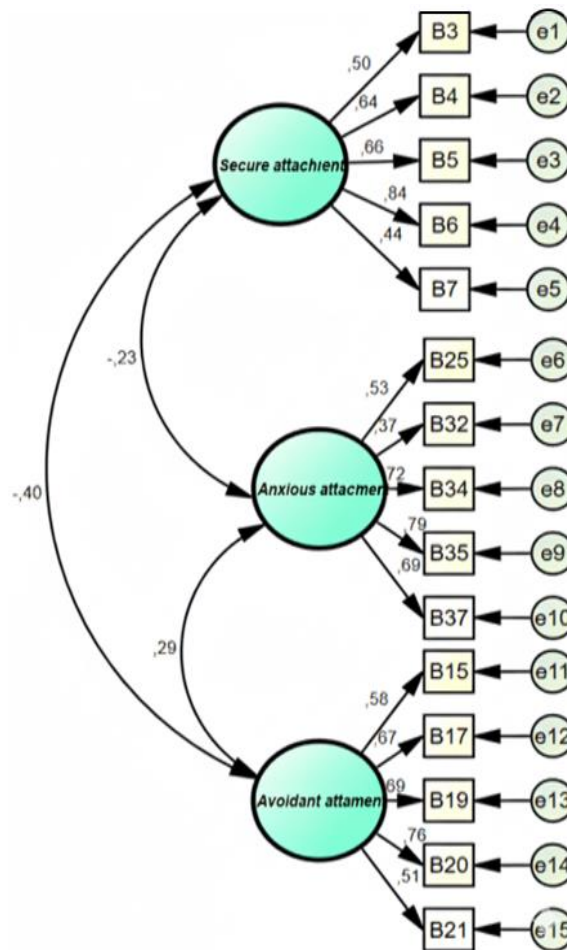 B3 e1
,50
B4 e2
,64
Secure attachient
,66
B5 e3
,84
B6 e4
,44
B7 e5
-,23
B25 e6
,53
,37
B32 e7
Anxious attacmer
72
B34 e8
,79
B35 e9
,69
-,40
B37 e10
,29
B15 e11
,58
,67
B17 e12
Avoidant attamen
69
B19 e13
,76
B20 e14
,51
B21 e15